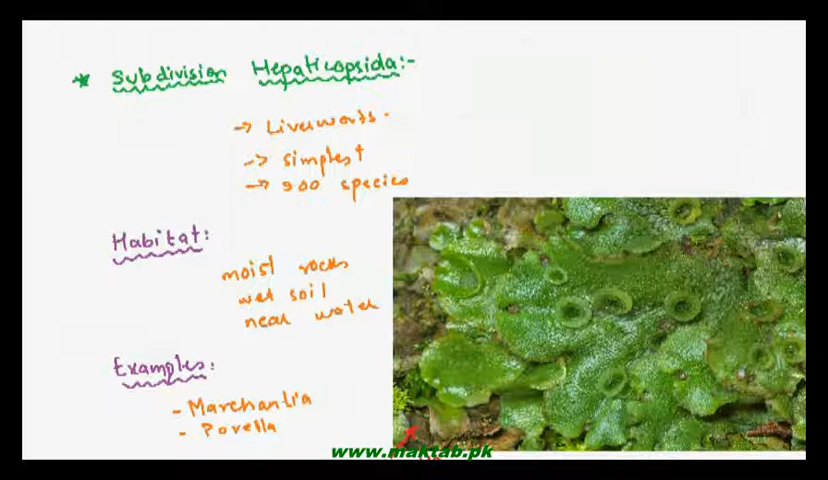 * Subdivision Hepaticopsida:-
→ Liverworts.
→ simplest
→ 900 species
Habitat:
moist rocks
wet soil
near water
Examples:
- Marchantia
- Porella
www.maktab.pk